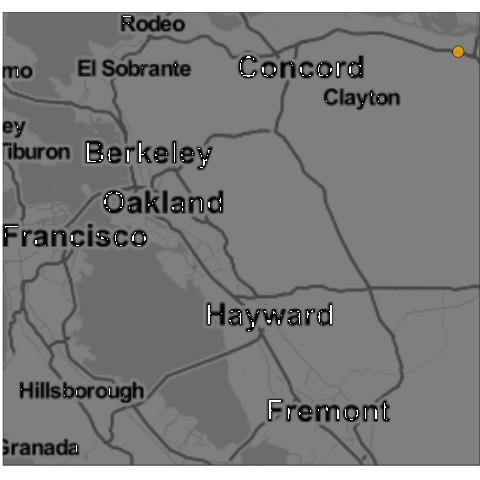 Rodeo
mo
El Sobrante
Concord
Clayton
ey
Tiburon
Berkeley
Oakland
Francisco
Hayward
Hillsborough
Fremont
Granada